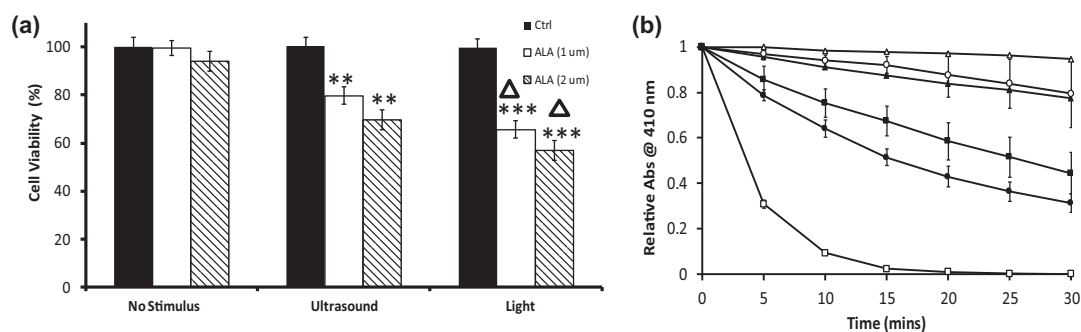 (a)
Cell Viability (%)
120
100
80
60
40
20
0
No Stimulus
Ultrasound
Light
Ctrl
ALA (1 um)
ALA (2 um)
**
**
***
***
(b)
Relative Abs @ 410 nm
1
0.8
0.6
0.4
0.2
0
0 5 10 15 20 25 30
Time (mins)